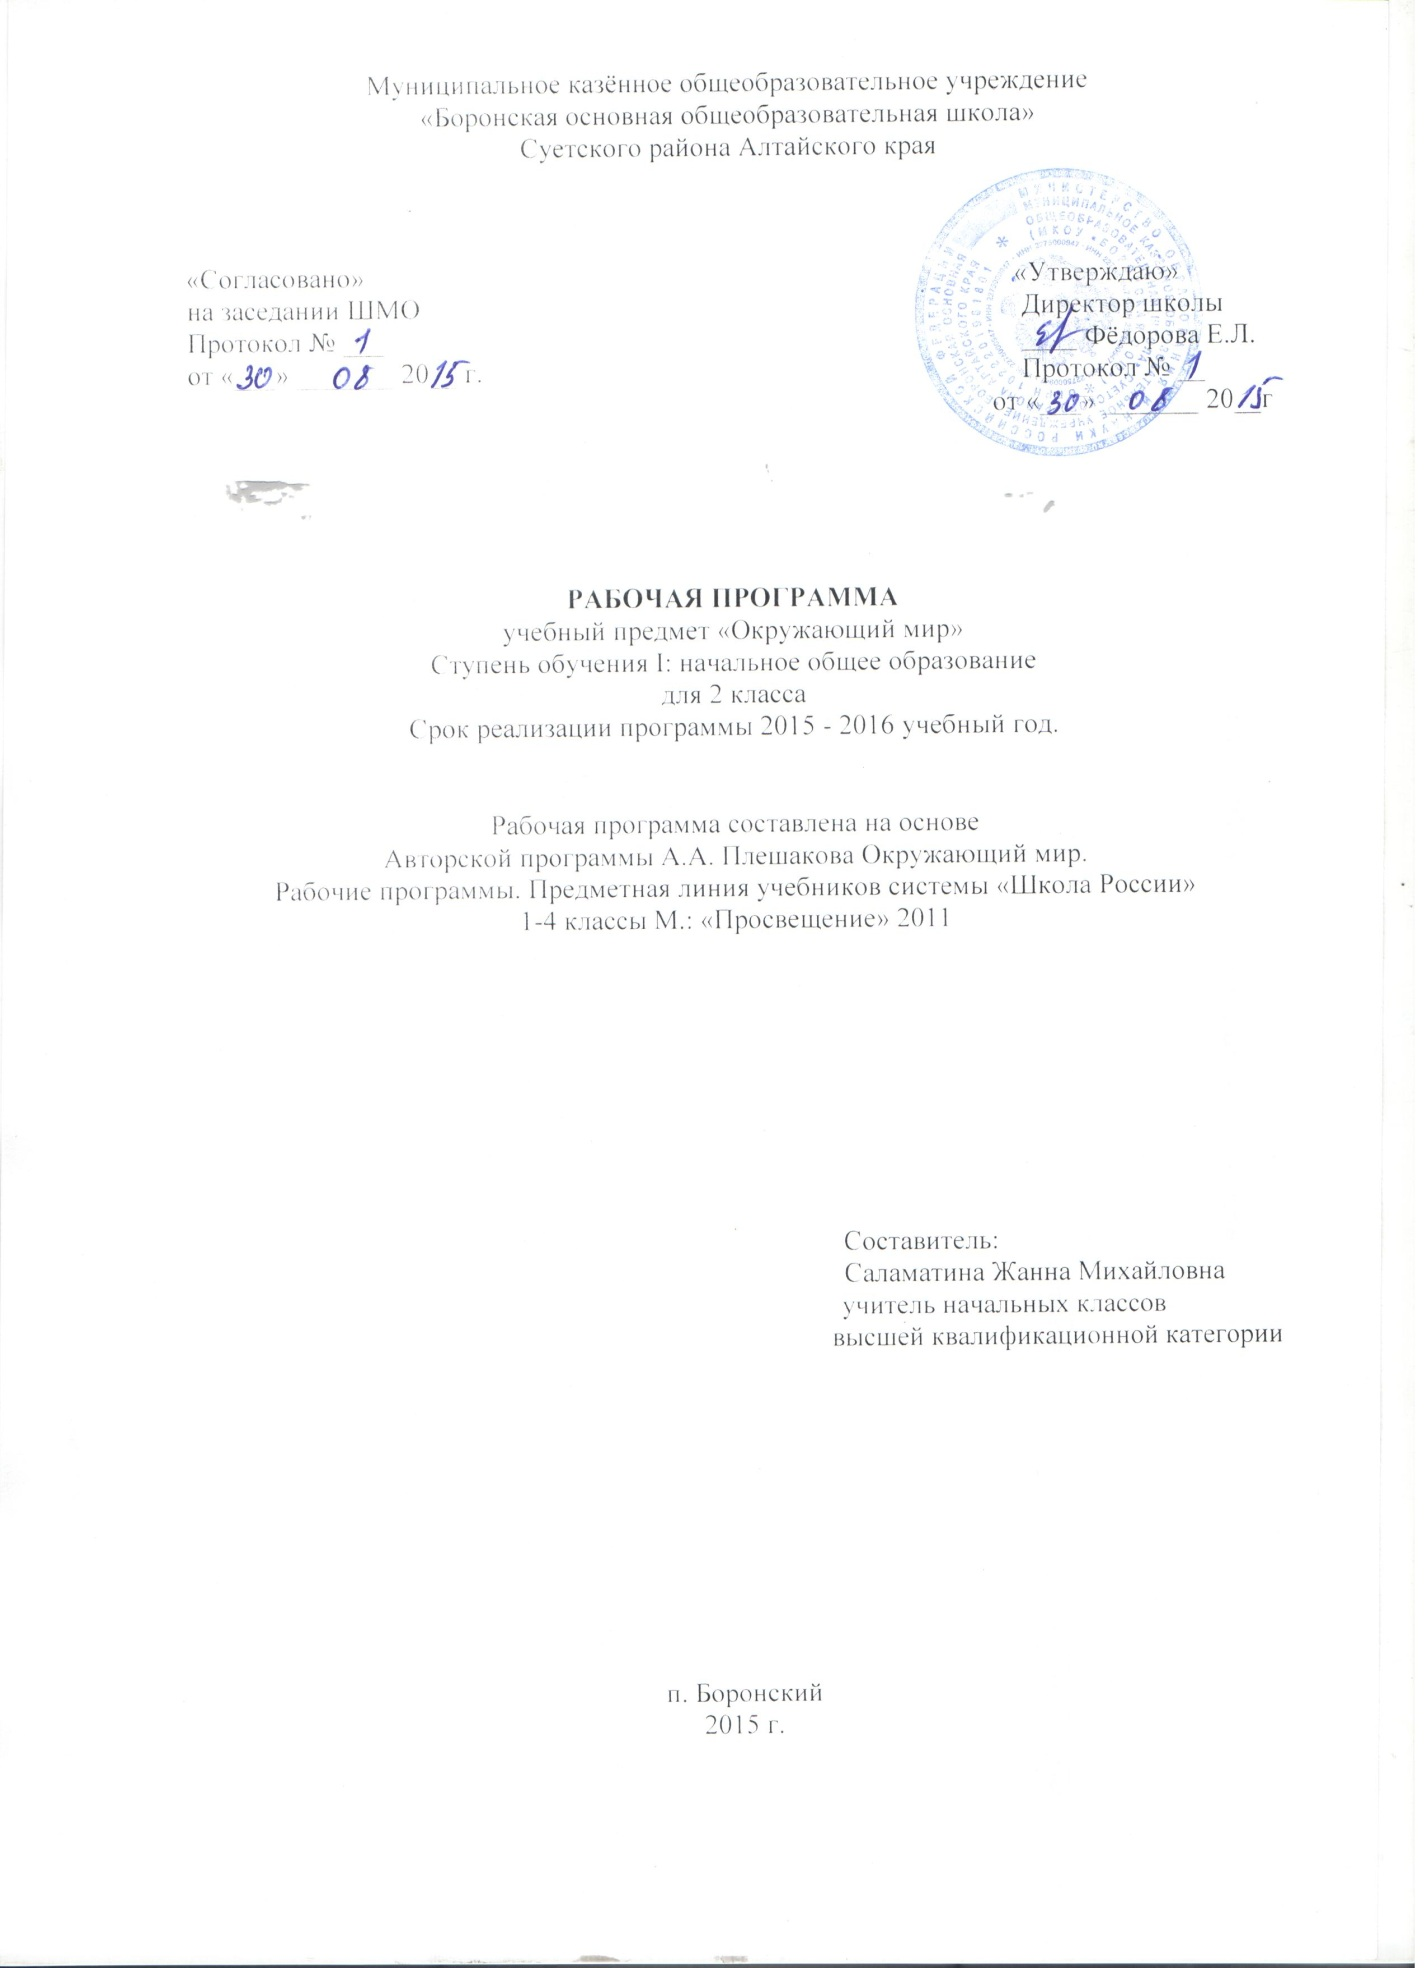 Муниципальное казённое общеобразовательное учреждение
«Боронская основная общеобразовательная школа»
Суетского района Алтайского края
«Согласовано»
на заседании ШМО
Протокол № 1
от «30» 08 2015 г.
«Утверждаю»
Директор школы
Фёдорова Е.Л.
Протокол № 1
от «30» 08 2015г
РАБОЧАЯ ПРОГРАММА
учебный предмет «Окружающий мир»
Ступень обучения I: начальное общее образование
для 2 класса
Срок реализации программы 2015 - 2016 учебный год.
Рабочая программа составлена на основе
Авторской программы А.А. Плешакова Окружающий мир.
Рабочие программы. Предметная линия учебников системы «Школа России»
1-4 классы М.: «Просвещение» 2011
Составитель:
Саламатина Жанна Михайловна
учитель начальных классов
высшей квалификационной категории
п. Боронский
2015 г.